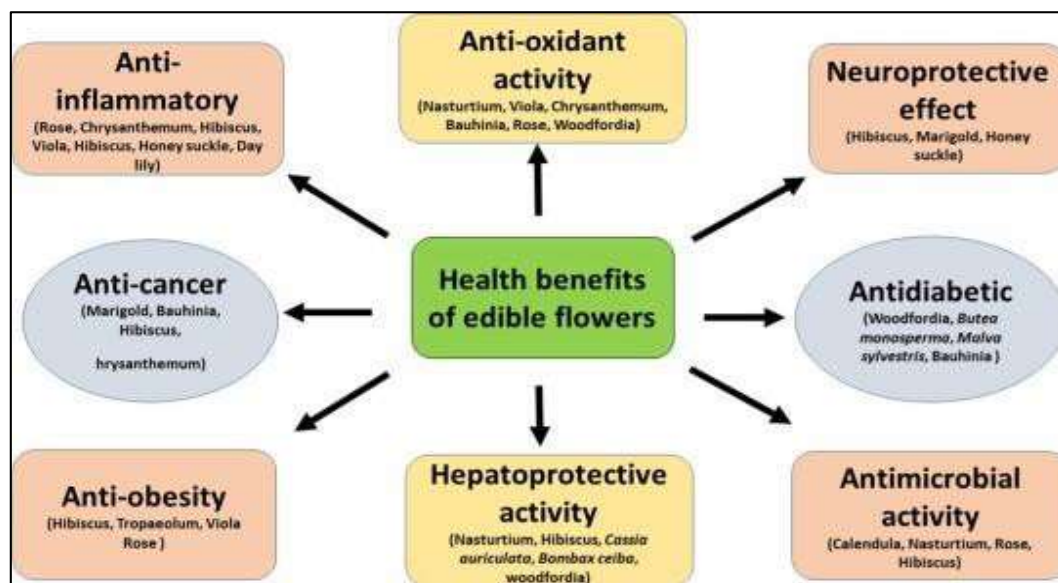 Anti-
inflammatory
(Rose, Chrysanthemum, Hibiscus,
Viola, Hibiscus, Honey suckle, Day
lily)
Anti-oxidant
activity
(Nasturtium, Viola, Chrysanthemum,
Bauhinia, Rose, Woodfordia)
Neuroprotective
effect
(Hibiscus, Marigold, Honey
suckle)
Anti-cancer
(Marigold, Bauhinia,
Hibiscus,
hrysanthemum)
Health benefits
of edible flowers
Antidiabetic
(Woodfordia, Butea
monosperma, Malva
sylvestris, Bauhinia )
Anti-obesity
(Hibiscus, Tropaeolum, Viola
Rose )
Hepatoprotective
activity
(Nasturtium, Hibiscus, Cassia
auriculata, Bombax ceiba,
woodfordia)
Antimicrobial
activity
(Calendula, Nasturtium, Rose,
Hibiscus)